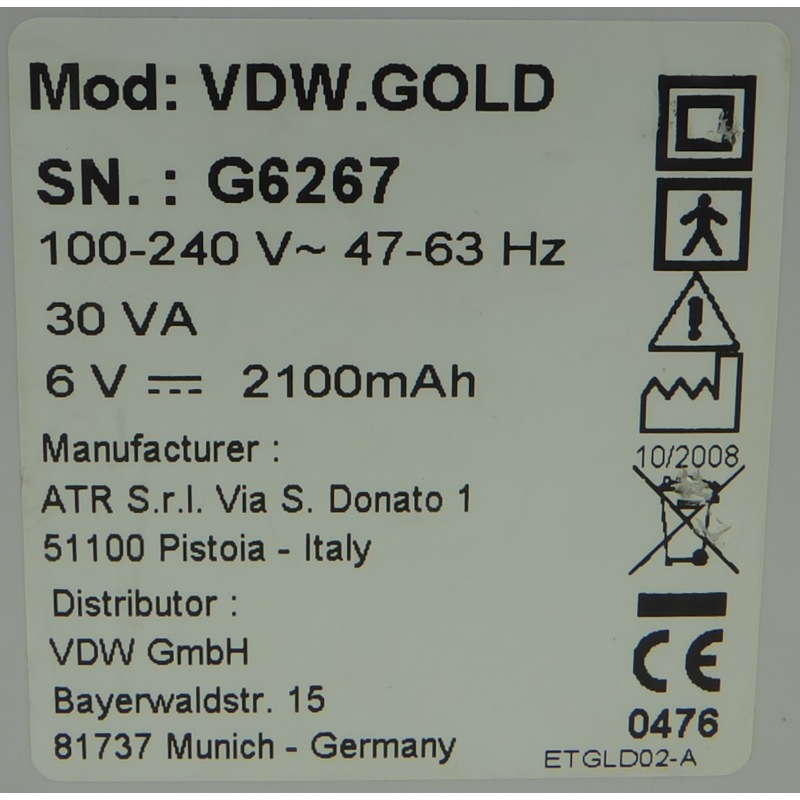 Mod: VDW.GOLD
SN. : G6267
100-240 V~ 47-63 Hz
30 VA
6 V ⎓ 2100mAh
Manufacturer :
ATR S.r.l. Via S. Donato 1
51100 Pistoia - Italy
Distributor :
VDW GmbH
Bayerwaldstr. 15
81737 Munich - Germany
10/2008
CE
0476
ETGLD02-A